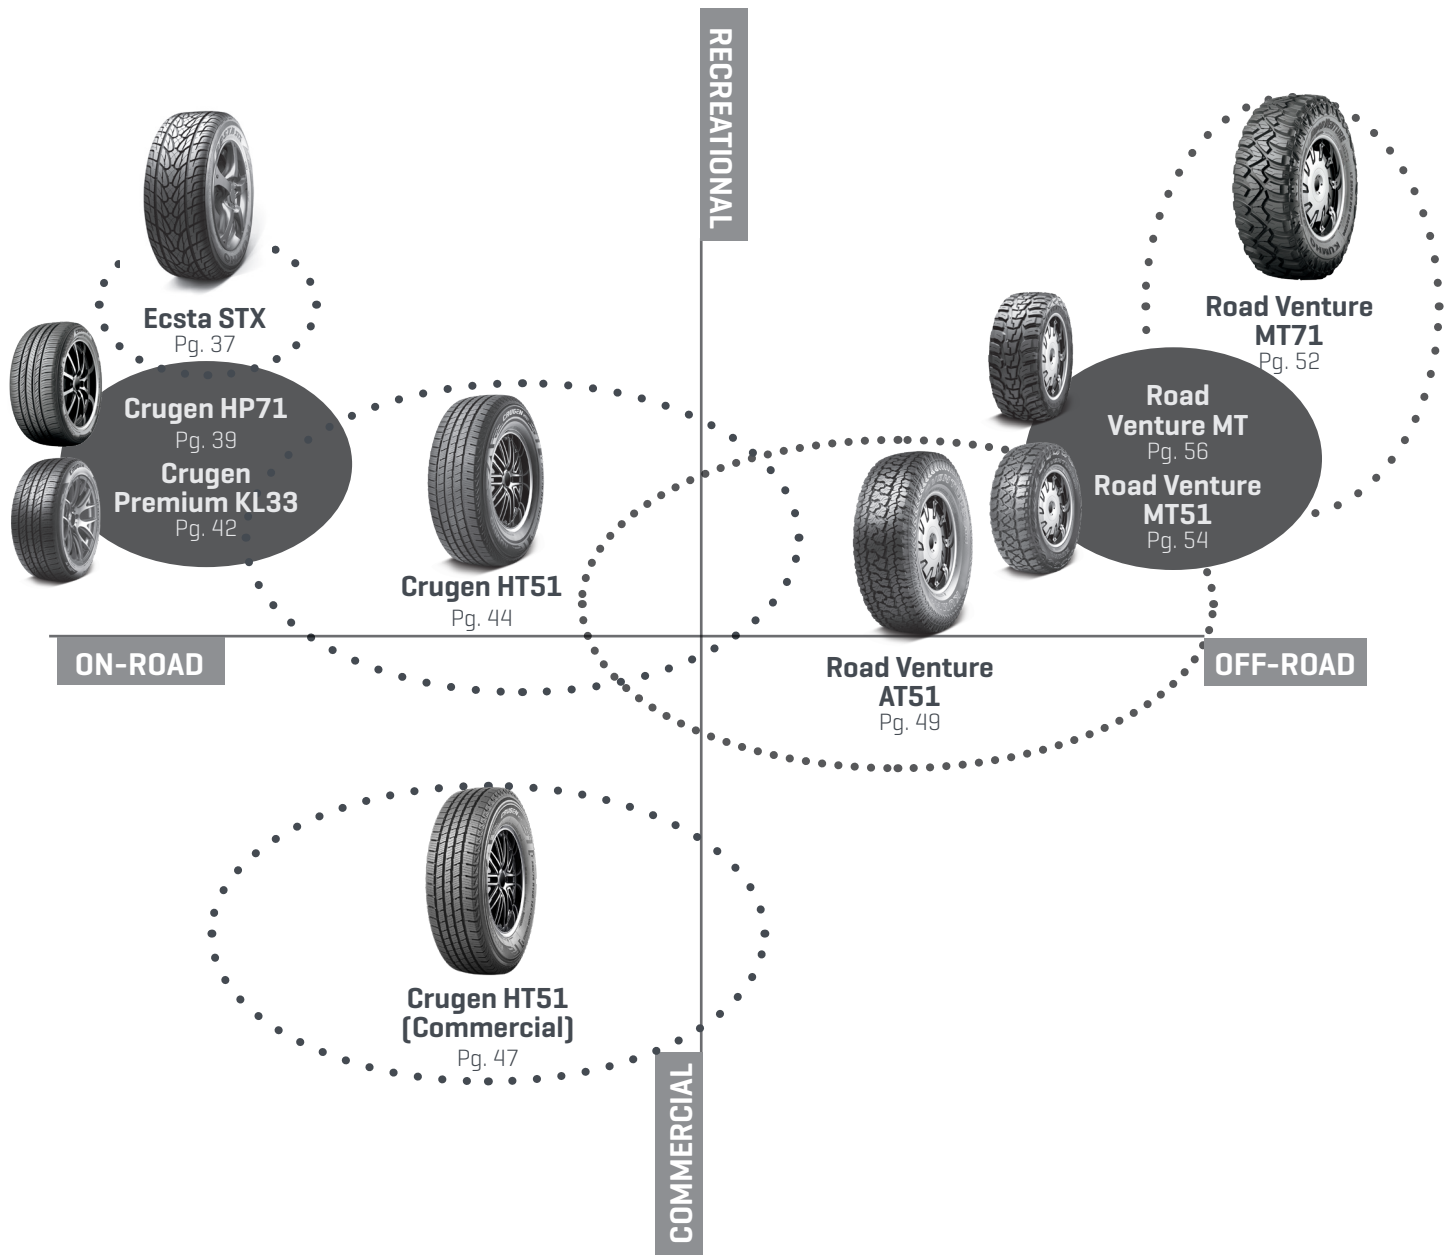 RECREATIONAL
Ecsta STX
Pg. 37
Crugen HP71
Pg. 39
Crugen
Premium KL33
Pg. 42
Crugen HT51
Pg. 44
Road Venture
MT71
Pg. 52
Road
Venture MT
Pg. 56
Road Venture
MT51
Pg. 54
ON-ROAD
OFF-ROAD
Road Venture
AT51
Pg. 49
Crugen HT51
(Commercial)
Pg. 47
COMMERCIAL